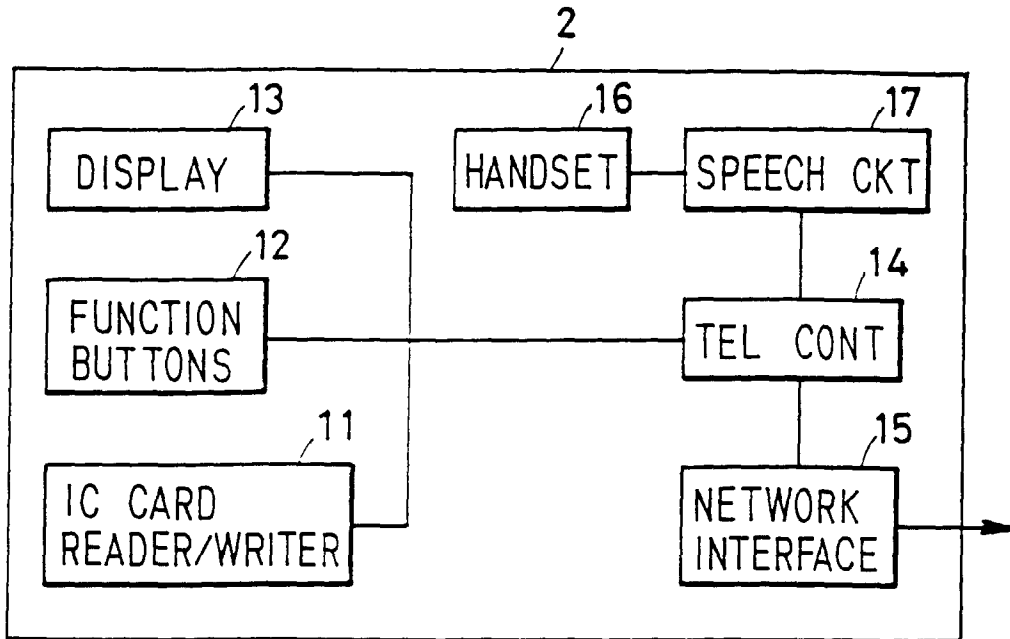 2
13
DISPLAY
16
HANDSET
17
SPEECH CKT
12
FUNCTION
BUTTONS
14
TEL CONT
11
IC CARD
READER/WRITER
15
NETWORK
INTERFACE